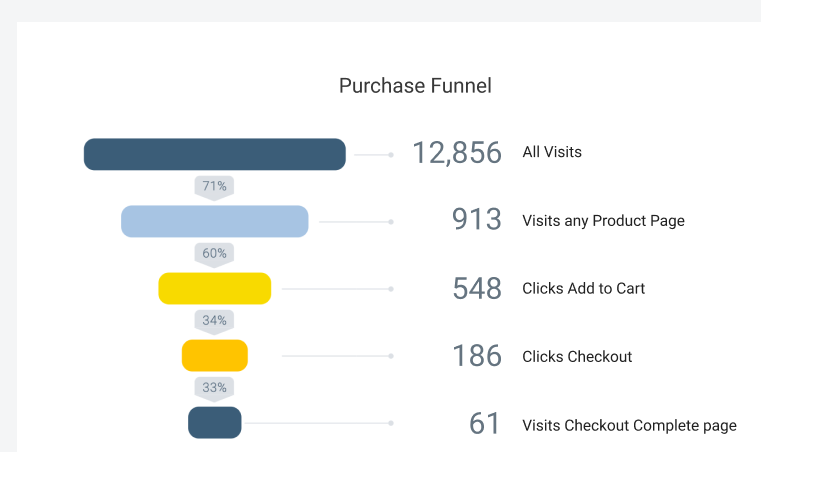 Purchase Funnel
12,856 All Visits
71%
913 Visits any Product Page
60%
548 Clicks Add to Cart
34%
186 Clicks Checkout
33%
61 Visits Checkout Complete page